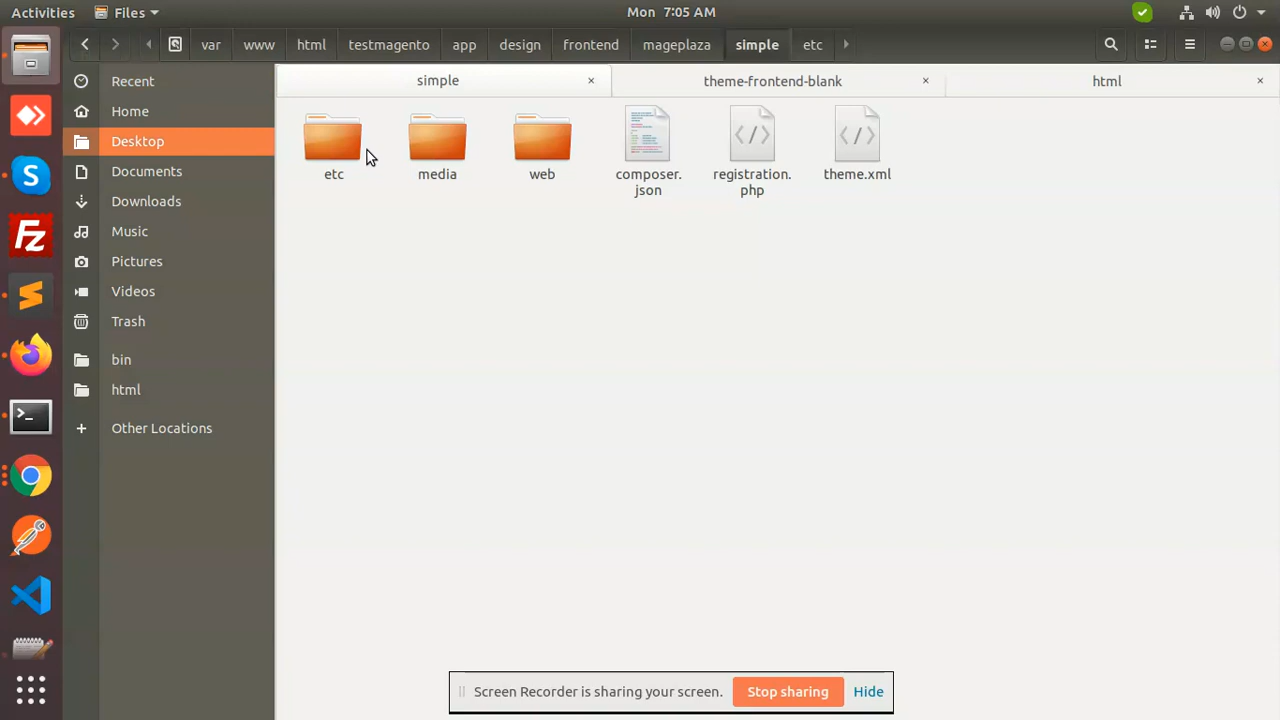 Activities Files Mon 7:05 AM
var www html testmagento app design frontend mageplaza simple etc
simple × theme-frontend-blank × html ×
Recent
Home
Desktop
Documents
Downloads
Music
Pictures
Videos
Trash
bin
html
+ Other Locations
etc media web composer. registration. theme.xml
json php
Screen Recorder is sharing your screen. Stop sharing Hide